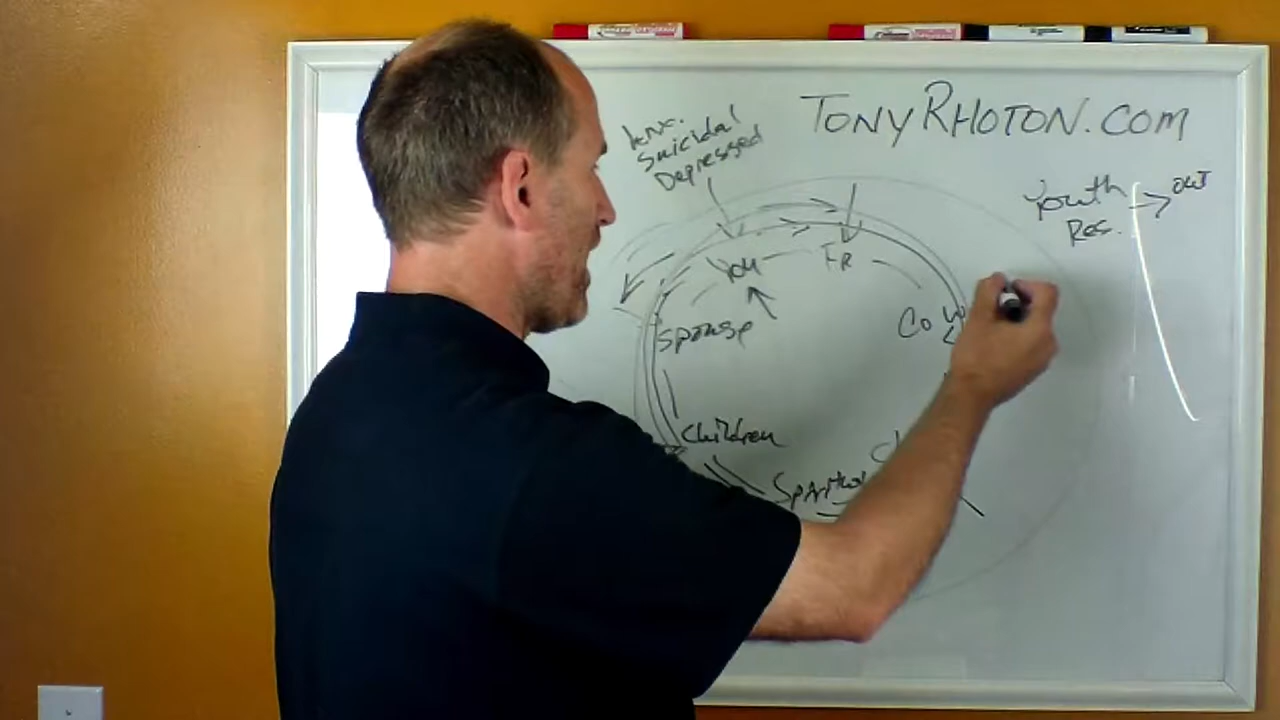 TONYRHOTON.COM
Suicidal
Depressed
Youth → OUT
Res.
You
FR
Co W
Spouse
Children